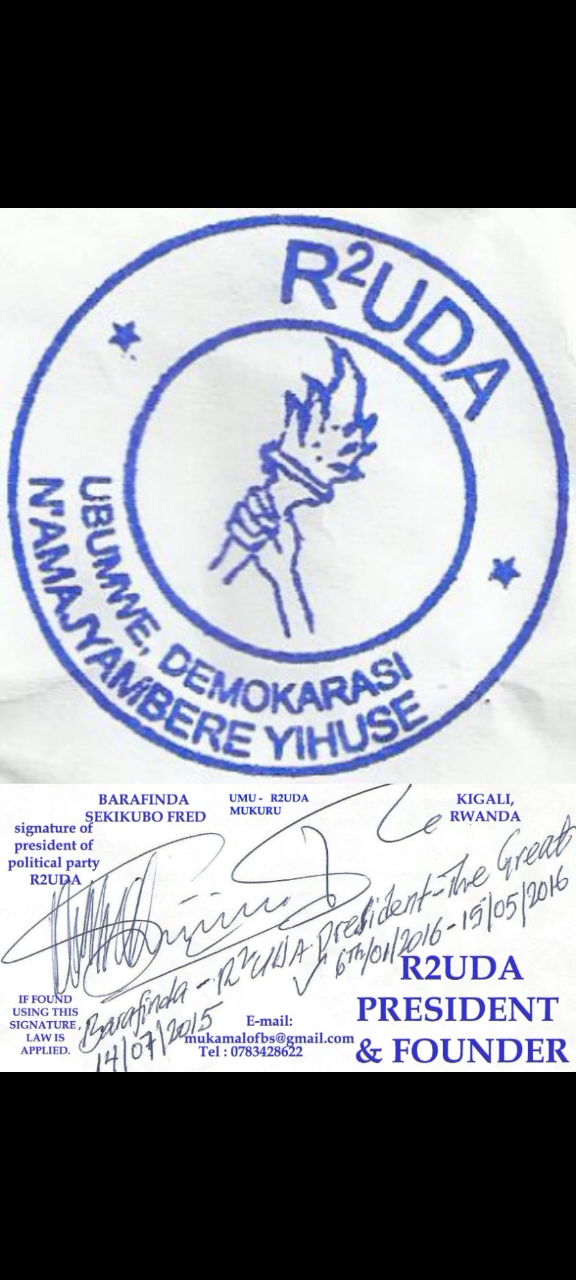 R²UDA
UBUMWE, DEMOKARASI
N'AMAJYAMBERE YIHUSE
BARAFINDA
SEKIKUBO FRED
UMU - R2UDA
MUKURU
KIGALI,
RWANDA
signature of
president of
political party
R2UDA
Barafinda - R²UDA President - The Great
14/07/2015
6th/01/2016 - 15/05/2016
IF FOUND
USING THIS
SIGNATURE,
LAW IS
APPLIED.
E-mail:
mukamalofbs@gmail.com
Tel : 0783428622
R2UDA
PRESIDENT
& FOUNDER